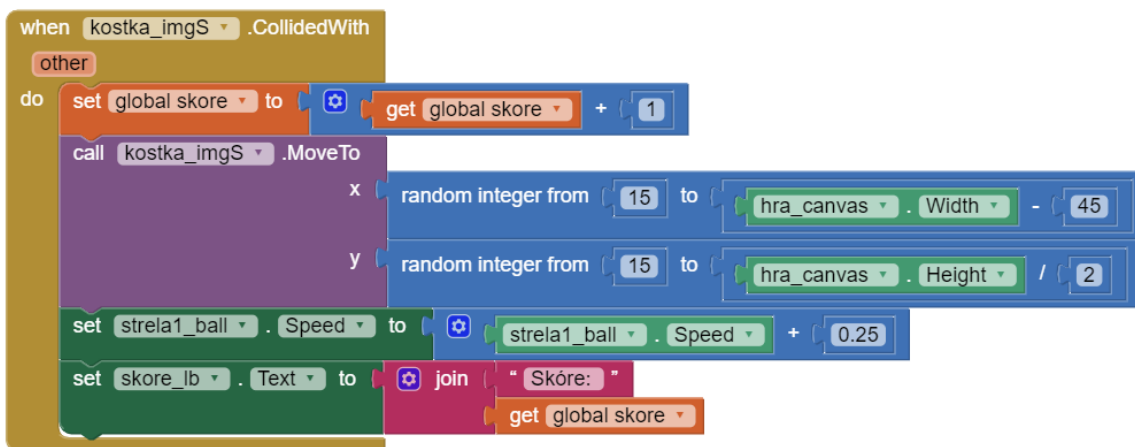 when kostka_imgS .CollidedWith
other
do set global skore to get global skore + 1
call kostka_imgS .MoveTo
x random integer from 15 to hra_canvas . Width - 45
y random integer from 15 to hra_canvas . Height / 2
set strela1_ball . Speed to strela1_ball . Speed + 0.25
set skore_lb . Text to join " Skóre: "
get global skore